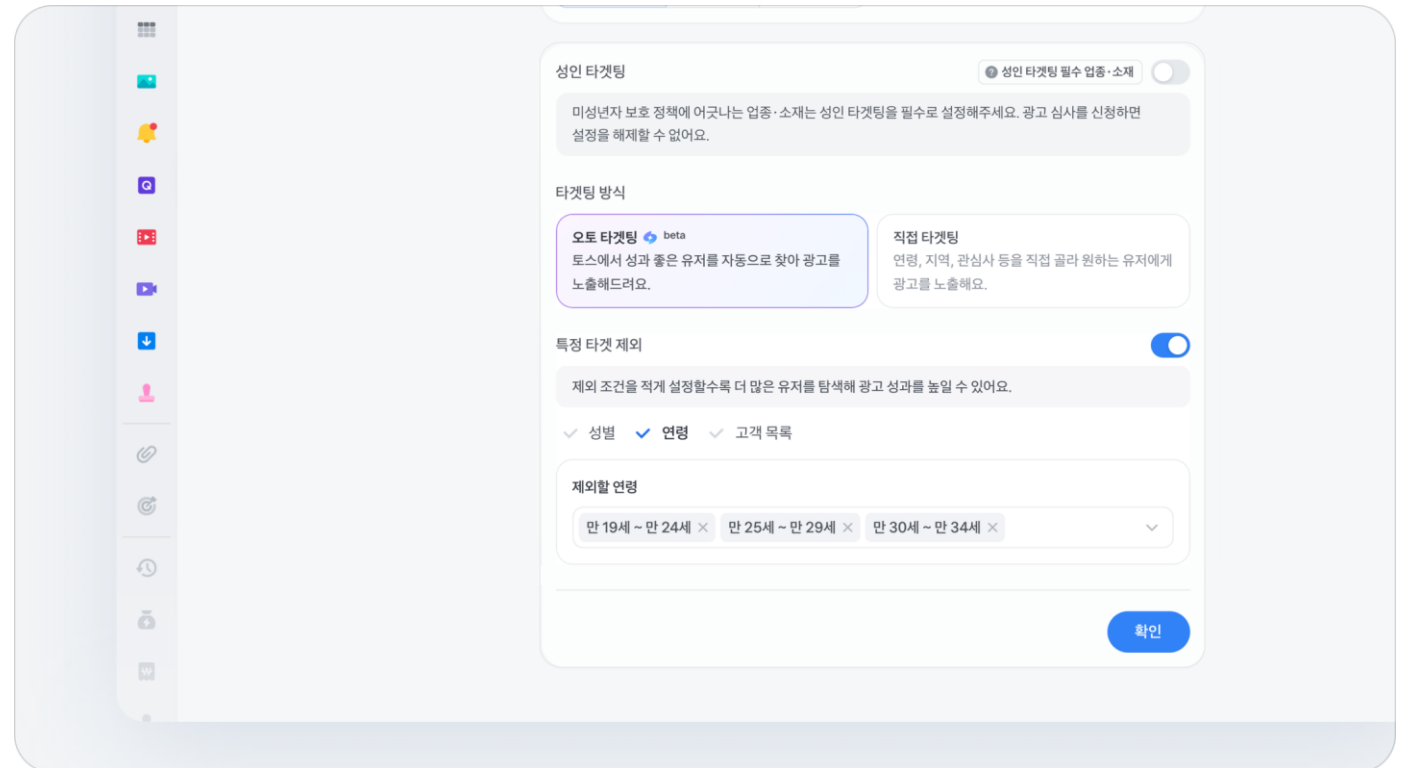 성인 타겟팅
성인 타겟팅 필수 업종·소재
미성년자 보호 정책에 어긋나는 업종·소재는 성인 타겟팅을 필수로 설정해주세요. 광고 심사를 신청하면
설정을 해제할 수 없어요.
타겟팅 방식
오토 타겟팅 beta
토스에서 성과 좋은 유저를 자동으로 찾아 광고를
노출해드려요.
직접 타겟팅
연령, 지역, 관심사 등을 직접 골라 원하는 유저에게
광고를 노출해요.
특정 타겟 제외
제외 조건을 적게 설정할수록 더 많은 유저를 탐색해 광고 성과를 높일 수 있어요.
성별 연령 고객 목록
제외할 연령
만 19세 ~ 만 24세 만 25세 ~ 만 29세 만 30세 ~ 만 34세
확인